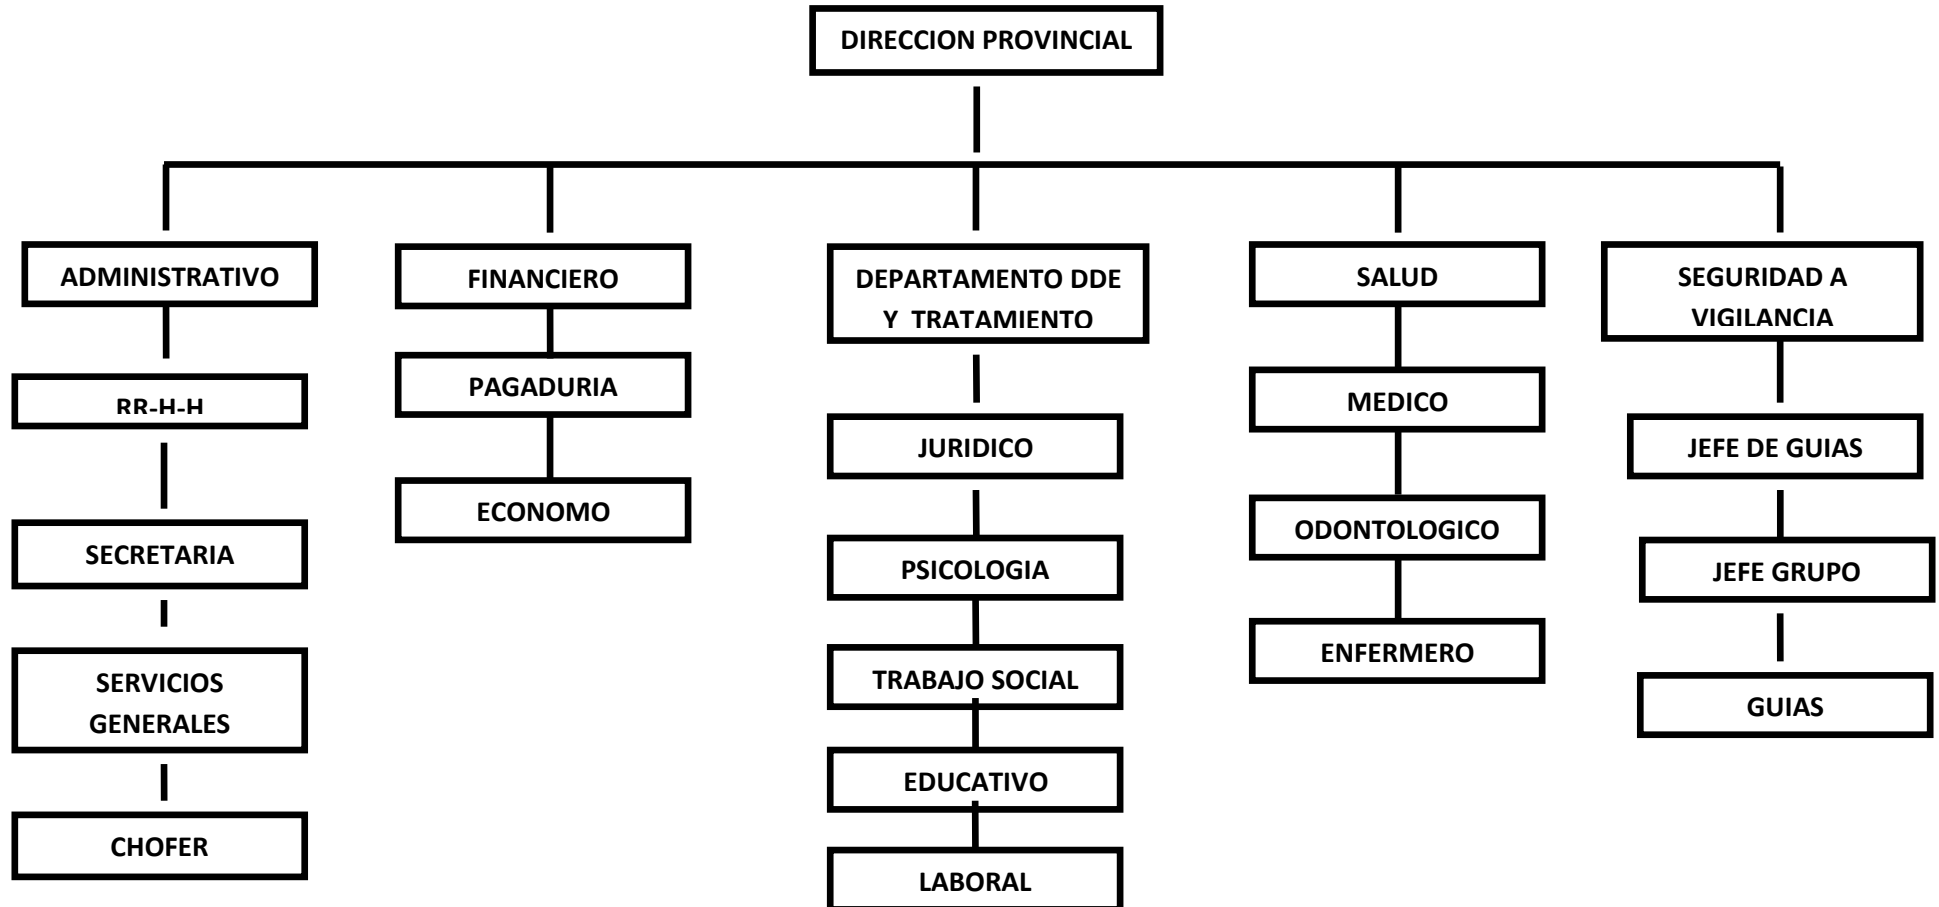 DIRECCION PROVINCIAL
ADMINISTRATIVO
RR-H-H
SECRETARIA
SERVICIOS
GENERALES
CHOFER
FINANCIERO
PAGADURIA
ECONOMO
DEPARTAMENTO DDE
Y TRATAMIENTO
JURIDICO
PSICOLOGIA
TRABAJO SOCIAL
EDUCATIVO
LABORAL
SALUD
MEDICO
ODONTOLOGICO
ENFERMERO
SEGURIDAD A
VIGILANCIA
JEFE DE GUIAS
JEFE GRUPO
GUIAS